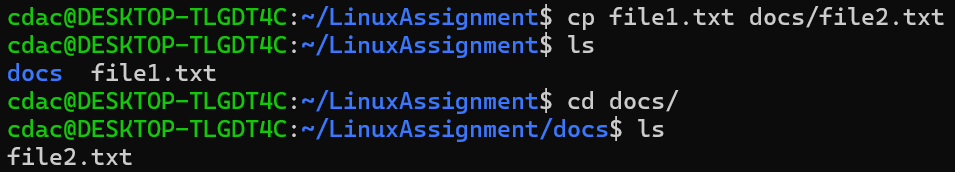 cdac@DESKTOP-TLGDT4C:~/LinuxAssignment$ cp file1.txt docs/file2.txt
cdac@DESKTOP-TLGDT4C:~/LinuxAssignment$ ls
docs  file1.txt
cdac@DESKTOP-TLGDT4C:~/LinuxAssignment$ cd docs/
cdac@DESKTOP-TLGDT4C:~/LinuxAssignment/docs$ ls
file2.txt